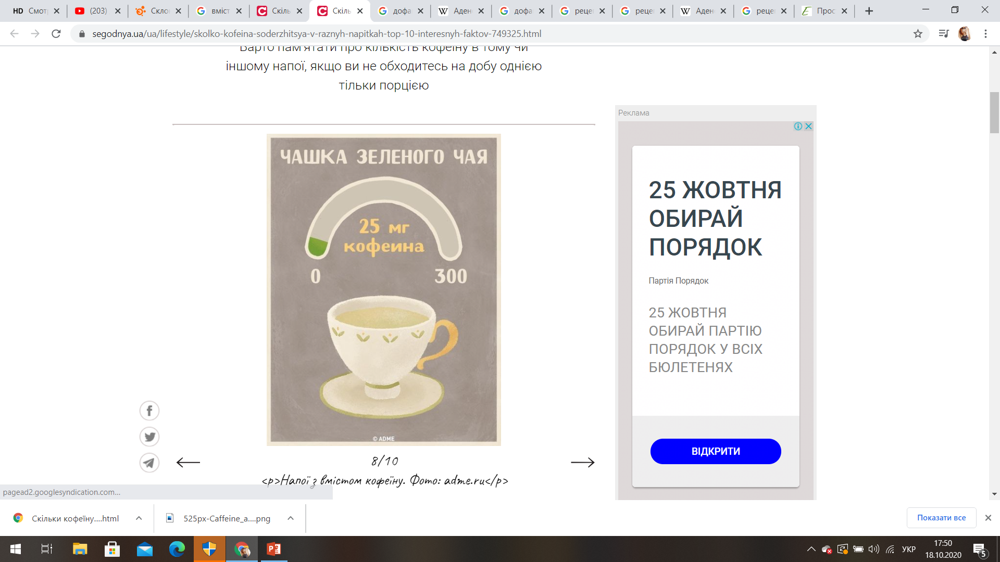 HD Смотр
(203)
Скло
вміст
Скіль
Скіль
дофа
W Аден
дофа
реце
реце
W Аден
реце
Прос
segodnya.ua/ua/lifestyle/skolko-kofeina-soderzhitsya-v-raznyh-napitkah-top-10-interesnyh-faktov-749325.html
Варто пам'ятати про кількість кофеїну в тому чи
іншому напої, якщо ви не обходитесь на добу однією
тільки порцією
ЧАШКА ЗЕЛЕНОГО ЧАЯ
25 мг
кофеина
0
300
© ADME
8/10
<p>Напої з вмістом кофеїну. Фото: adme.ru</p>
Реклама
25 ЖОВТНЯ
ОБИРАЙ
ПОРЯДОК
Партія Порядок
25 ЖОВТНЯ
ОБИРАЙ ПАРТІЮ
ПОРЯДОК У ВСІХ
БЮЛЕТЕНЯХ
ВІДКРИТИ
pagead2.googlesyndication.com...
Скільки кофеїну....html
525px-Caffeine_a....png
Показати все
УКР
17:50
18.10.2020
5